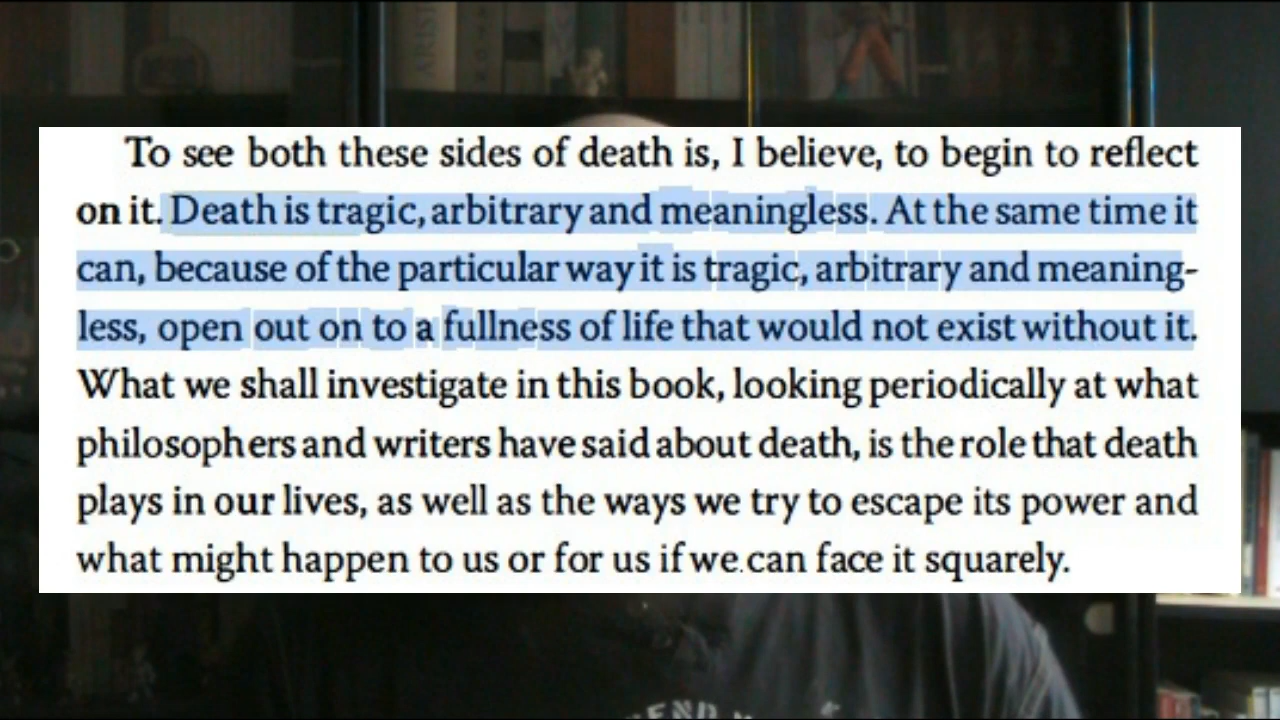 ARIST
To see both these sides of death is, I believe, to begin to reflect
on it. Death is tragic, arbitrary and meaningless. At the same time it
can, because of the particular way it is tragic, arbitrary and meaning-
less, open out on to a fullness of life that would not exist without it.
What we shall investigate in this book, looking periodically at what
philosophers and writers have said about death, is the role that death
plays in our lives, as well as the ways we try to escape its power and
what might happen to us or for us if we can face it squarely.